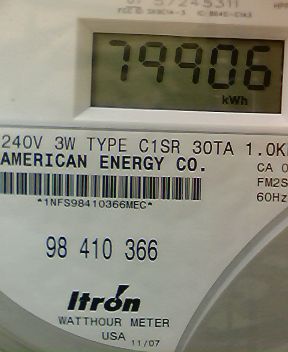 79906
kWh
240V 3W TYPE C1SR 30TA 1.0K
AMERICAN ENERGY CO.
CA 0
FM2S
60Hz
*1NFS98410366MEC*
98 410 366
Itron
WATTHOUR METER
USA 11/07